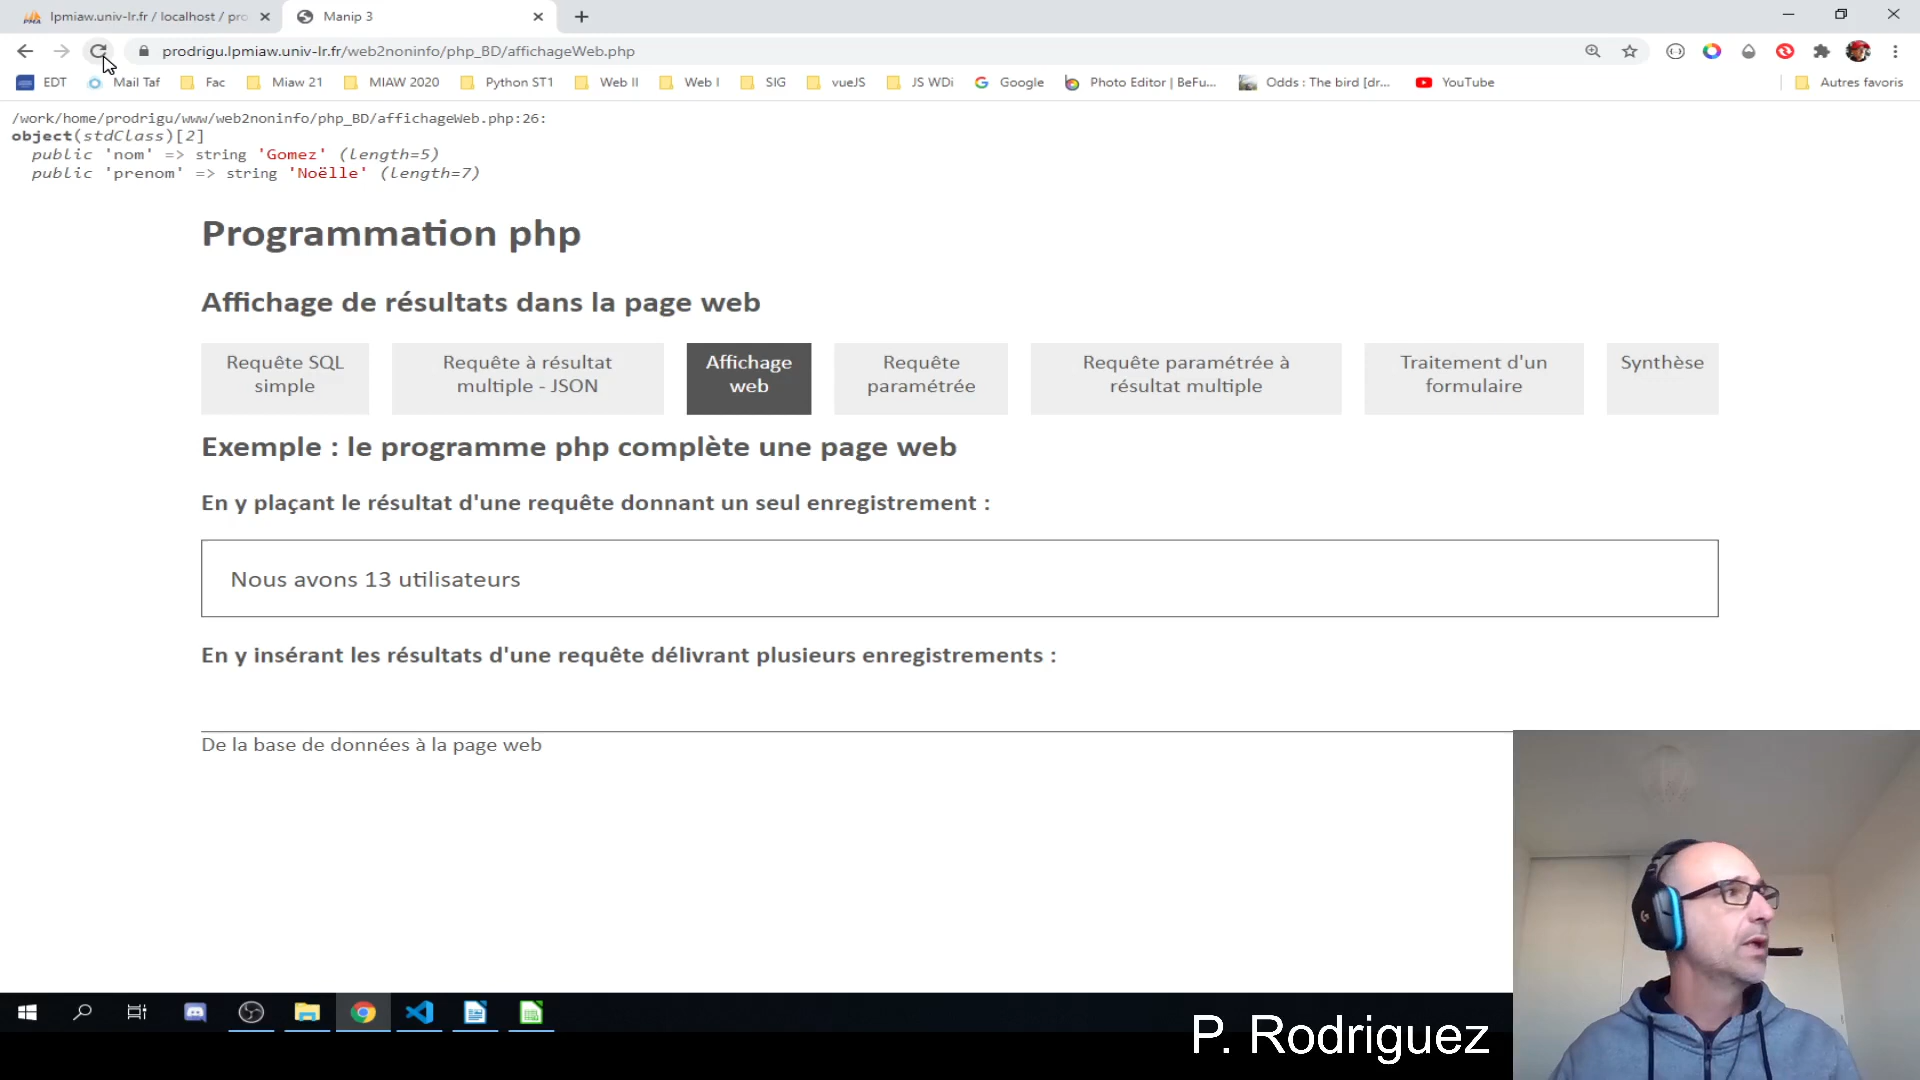 lpmiaw.univ-lr.fr / localhost / pro
Manip 3
prodrigu.lpmiaw.univ-lr.fr/web2noninfo/php_BD/affichageWeb.php
EDT
Mail Taf
Fac
Miaw 21
MIAW 2020
Python ST1
Web II
Web I
SIG
vueJS
JS WDi
Google
Photo Editor | BeFu...
Odds : The bird [dr...
YouTube
Autres favoris
/work/home/prodrigu/www/web2noninfo/php_BD/affichageWeb.php:26:
object(stdClass)[2]
public 'nom' => string 'Gomez' (length=5)
public 'prenom' => string 'Noëlle' (length=7)
Programmation php
Affichage de résultats dans la page web
Requête SQL
simple
Requête à résultat
multiple - JSON
Affichage
web
Requête
paramétrée
Requête paramétrée à
résultat multiple
Traitement d'un
formulaire
Synthèse
Exemple : le programme php complète une page web
En y plaçant le résultat d'une requête donnant un seul enregistrement :
Nous avons 13 utilisateurs
En y insérant les résultats d'une requête délivrant plusieurs enregistrements :
De la base de données à la page web
P. Rodriguez